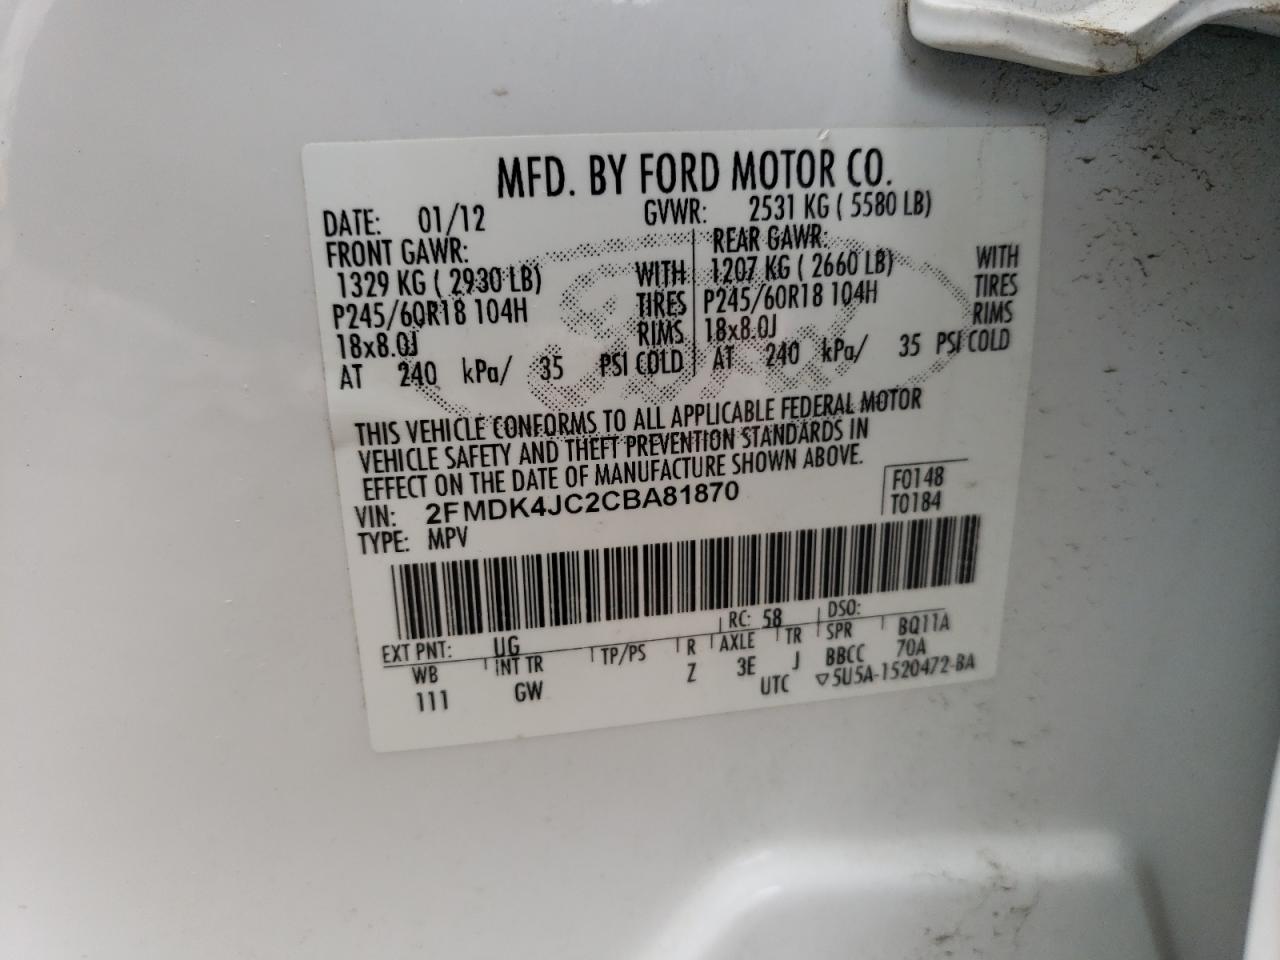 MFD. BY FORD MOTOR CO.
DATE: 01/12 GVWR: 2531 KG ( 5580 LB)
FRONT GAWR: REAR GAWR:
1329 KG ( 2930 LB) WITH 1207 KG ( 2660 LB) WITH
P245/60R18 104H TIRES P245/60R18 104H TIRES
18x8.0J RIMS 18x8.0J RIMS
AT 240 kPa/ 35 PSI COLD AT 240 kPa/ 35 PSI COLD
THIS VEHICLE CONFORMS TO ALL APPLICABLE FEDERAL MOTOR
VEHICLE SAFETY AND THEFT PREVENTION STANDARDS IN
EFFECT ON THE DATE OF MANUFACTURE SHOWN ABOVE.
VIN: 2FMDK4JC2CBA81870 F0148
TYPE: MPV T0184
EXT PNT: UG RC: 58 DSO:
WB INT TR TP/PS R AXLE TR SPR BQ11A
111 GW Z 3E J BBCC 70A
UTC ▽5U5A-1520472-BA